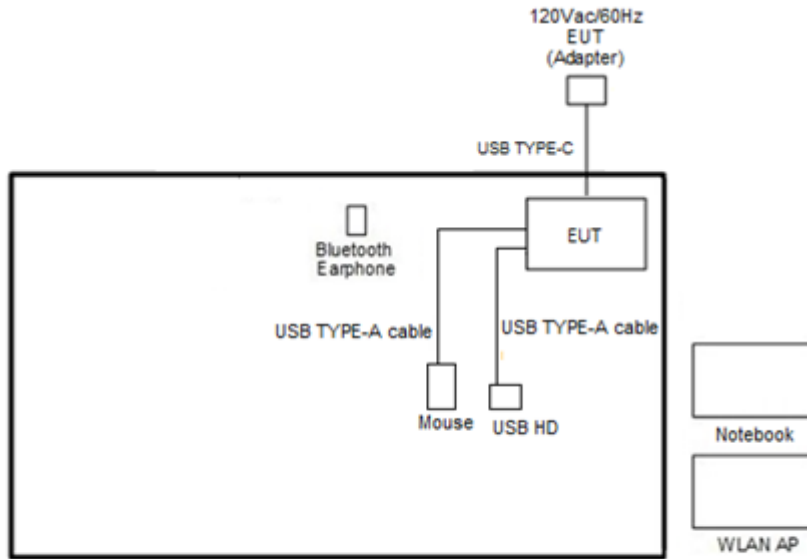 120Vac/60Hz
EUT
(Adapter)
USB TYPE-C
EUT
Bluetooth
Earphone
USB TYPE-A cable
USB TYPE-A cable
Mouse
USB HD
Notebook
WLAN AP